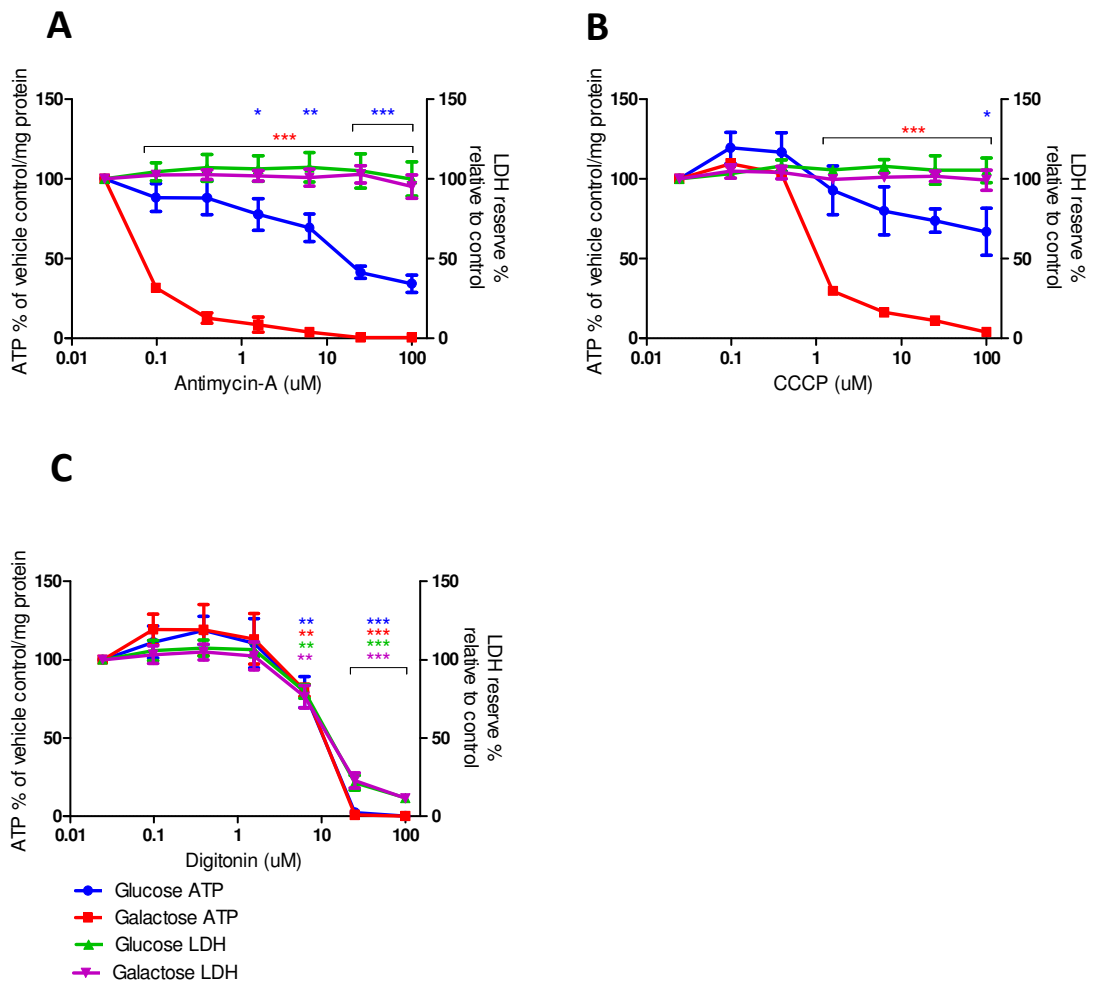 A
ATP % of vehicle control/mg protein
150
100
50
0
* ** ***
***
150
100
50
0
LDH reserve %
relative to control
0.01 0.1 1 10 100
Antimycin-A (uM)
B
ATP % of vehicle control/mg protein
150
100
50
0
*
***
150
100
50
0
LDH reserve %
relative to control
0.01 0.1 1 10 100
CCCP (uM)
C
ATP % of vehicle control/mg protein
150
100
50
0
** ***
** ***
** ***
** ***
150
100
50
0
LDH reserve %
relative to control
0.01 0.1 1 10 100
Digitonin (uM)
Glucose ATP
Galactose ATP
Glucose LDH
Galactose LDH